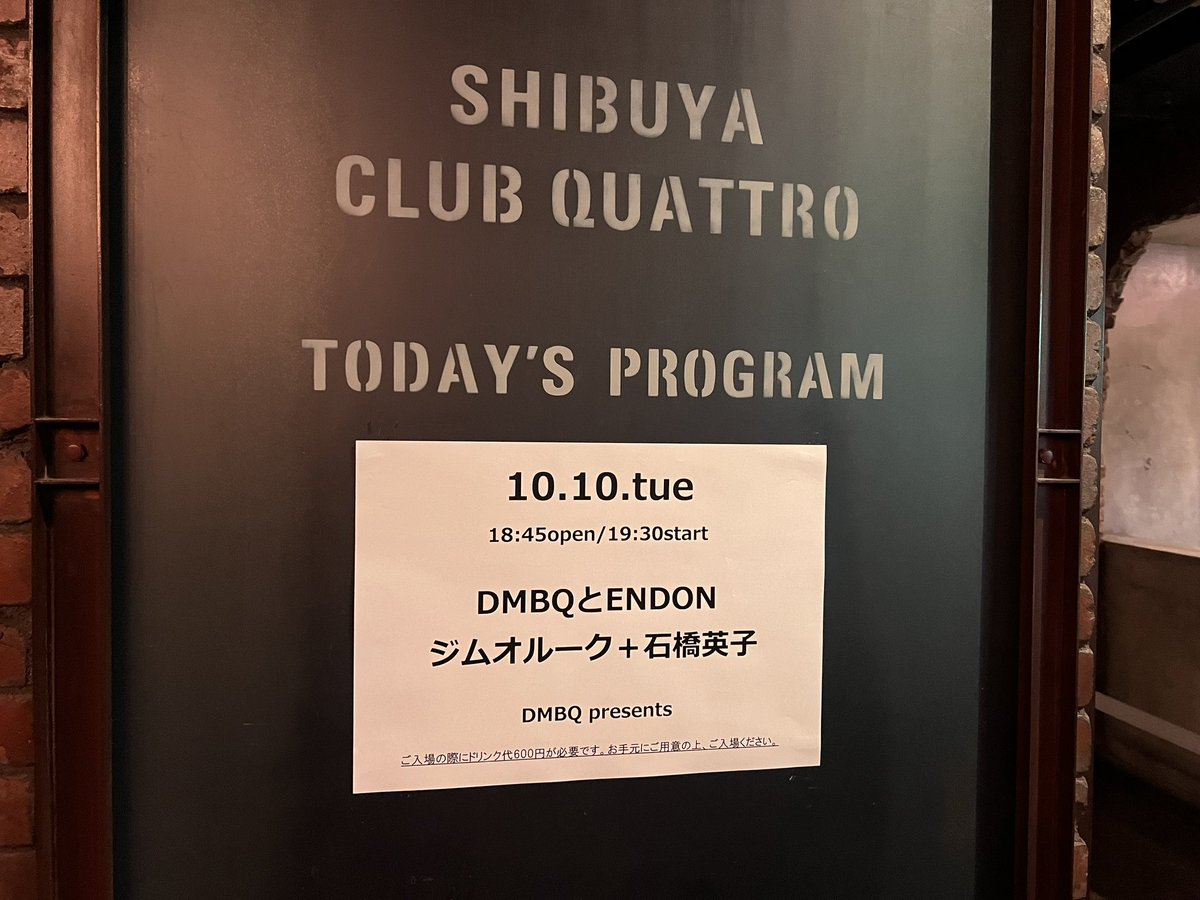 SHIBUYA
CLUB QUATTRO
TODAY'S PROGRAM
10.10.tue
18:45open/19:30start
DMBQとENDON
ジムオルーク＋石橋英子
DMBQ presents
ご入場の際にドリンク代600円が必要です。お手元にご用意の上、ご入場ください。